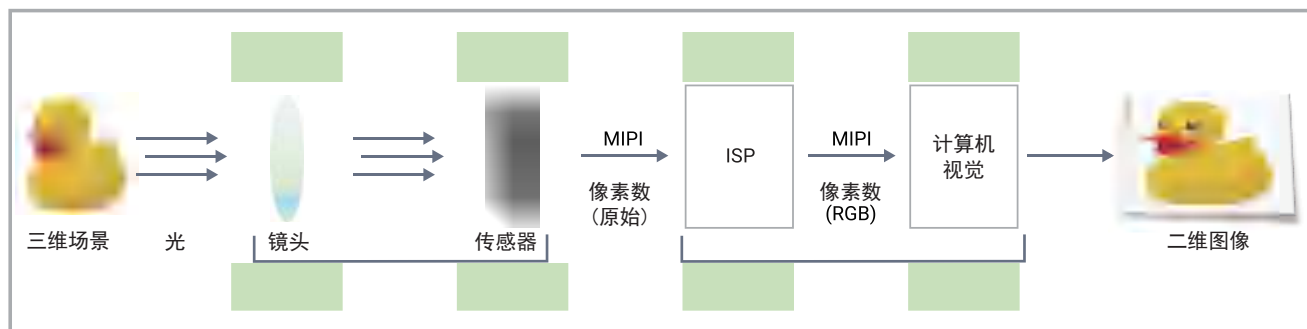 三维场景
光
镜头
传感器
MIPI
像素数
(原始)
ISP
MIPI
像素数
(RGB)
计算机
视觉
二维图像